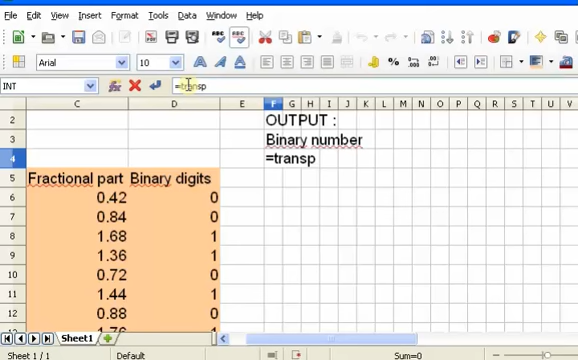 File Edit View Insert Format Tools Data Window Help
Arial 10
INT =transp
C D E F G H I J K L M N O P Q R S T U V
2 OUTPUT :
3 Binary number
4 =transp
5 Fractional part Binary digits
6 0.42 0
7 0.84 0
8 1.68 1
9 1.36 1
10 0.72 0
11 1.44 1
12 0.88 0
1.76 1
Sheet1
Sheet 1 / 1 Default Sum=0